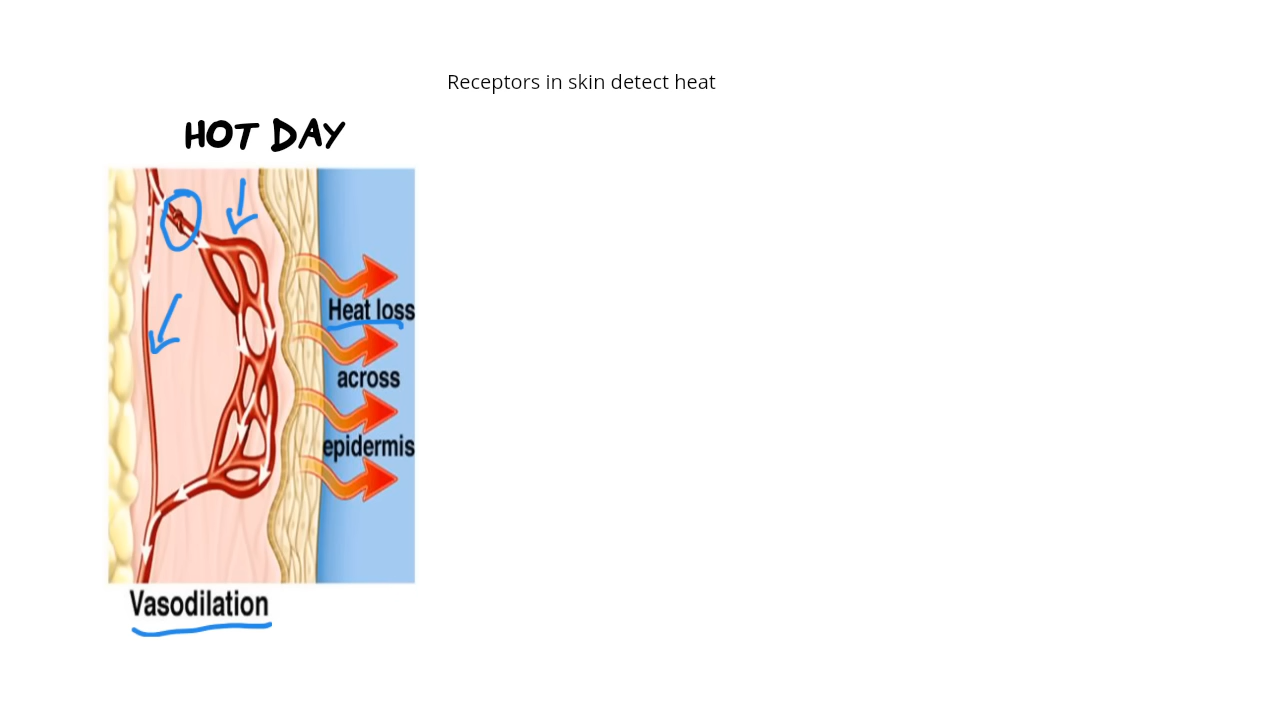 Receptors in skin detect heat
HOT DAY
Heat loss
across
epidermis
Vasodilation